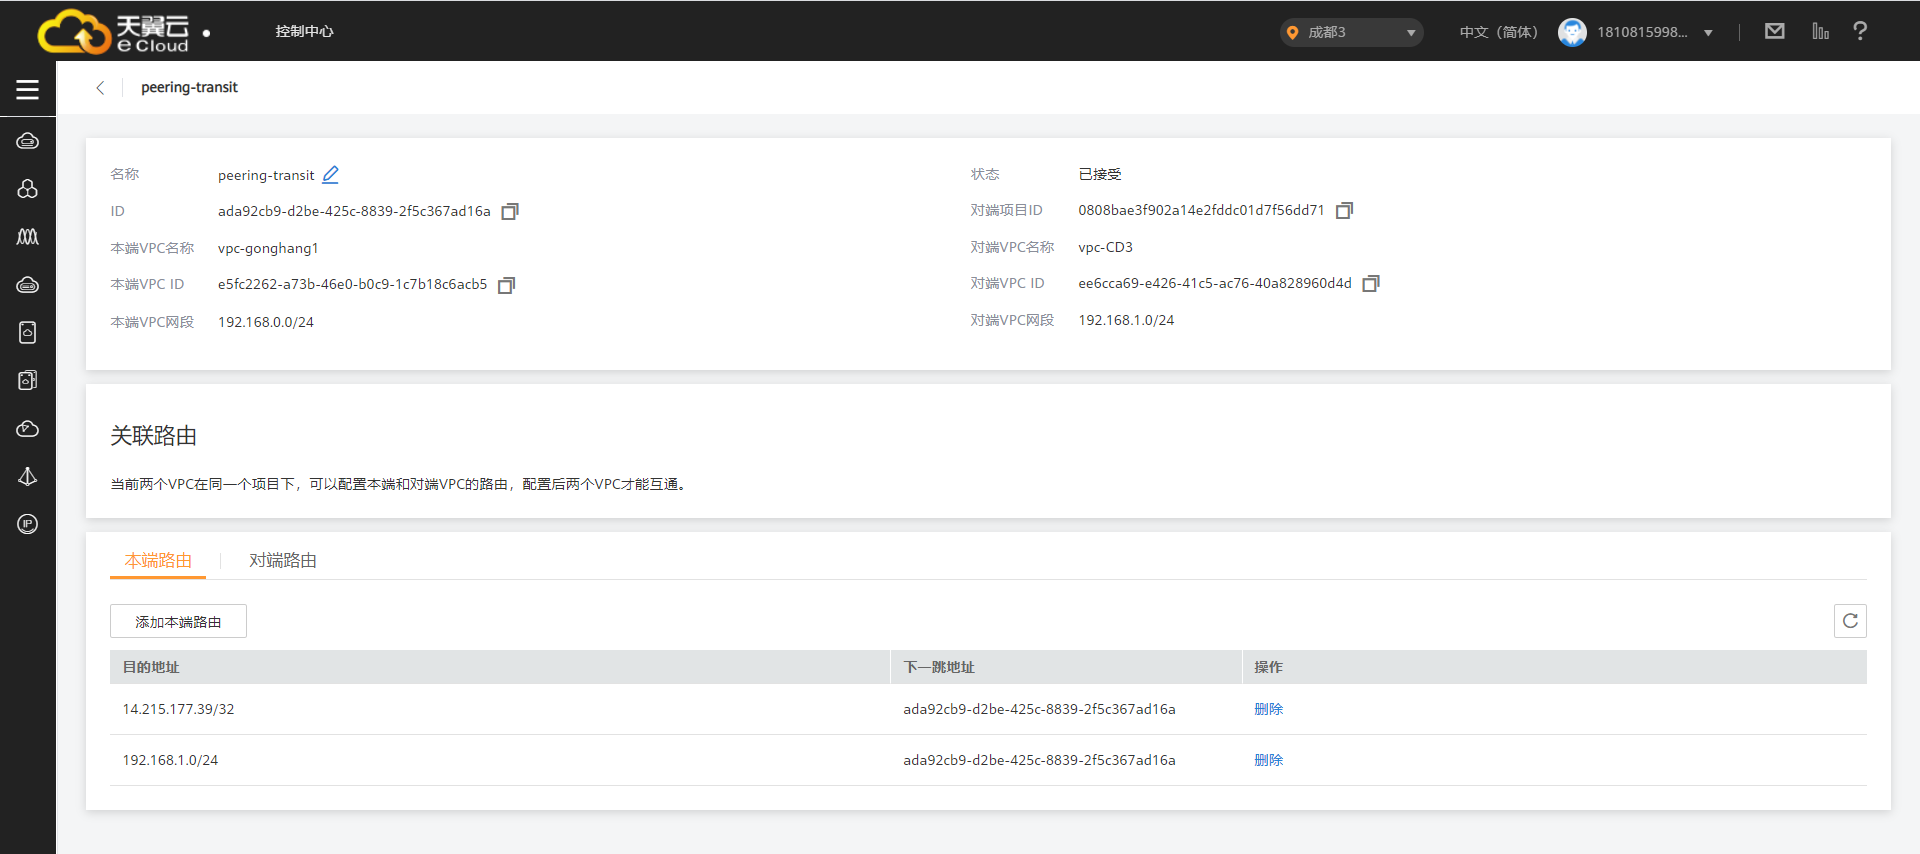 天翼云
e Cloud
控制中心
成都3
中文（简体）
1810815998...
peering-transit
名称
peering-transit
状态
已接受
ID
ada92cb9-d2be-425c-8839-2f5c367ad16a
对端项目ID
0808bae3f902a14e2fddc01d7f56dd71
本端VPC名称
vpc-gonghang1
对端VPC名称
vpc-CD3
本端VPC ID
e5fc2262-a73b-46e0-b0c9-1c7b18c6acb5
对端VPC ID
ee6cca69-e426-41c5-ac76-40a828960d4d
本端VPC网段
192.168.0.0/24
对端VPC网段
192.168.1.0/24
关联路由
当前两个VPC在同一个项目下，可以配置本端和对端VPC的路由，配置后两个VPC才能互通。
本端路由
对端路由
添加本端路由
目的地址
下一跳地址
操作
14.215.177.39/32
ada92cb9-d2be-425c-8839-2f5c367ad16a
删除
192.168.1.0/24
ada92cb9-d2be-425c-8839-2f5c367ad16a
删除
IP